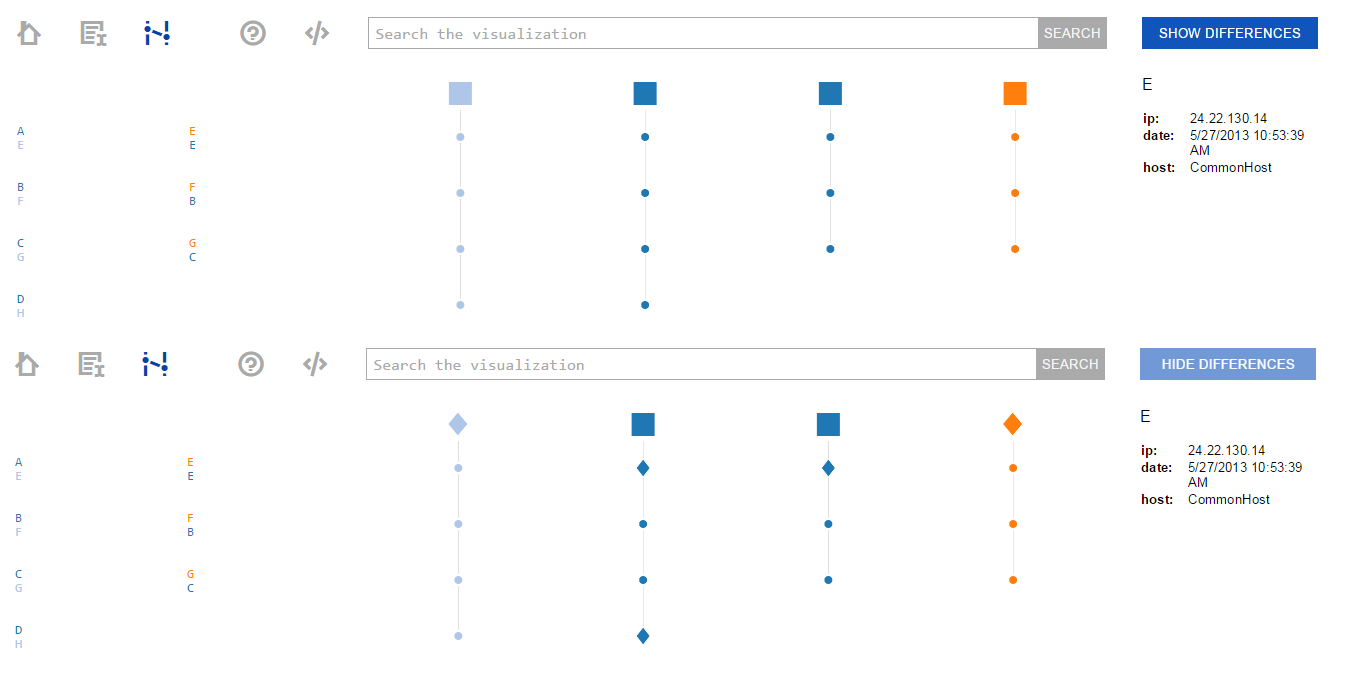 Search the visualization
SEARCH
SHOW DIFFERENCES
E
ip: 24.22.130.14
date: 5/27/2013 10:53:39
AM
host: CommonHost
A
E
E
E
B
F
F
B
C
G
G
C
D
H
Search the visualization
SEARCH
HIDE DIFFERENCES
E
ip: 24.22.130.14
date: 5/27/2013 10:53:39
AM
host: CommonHost
A
E
E
E
B
F
F
B
C
G
G
C
D
H